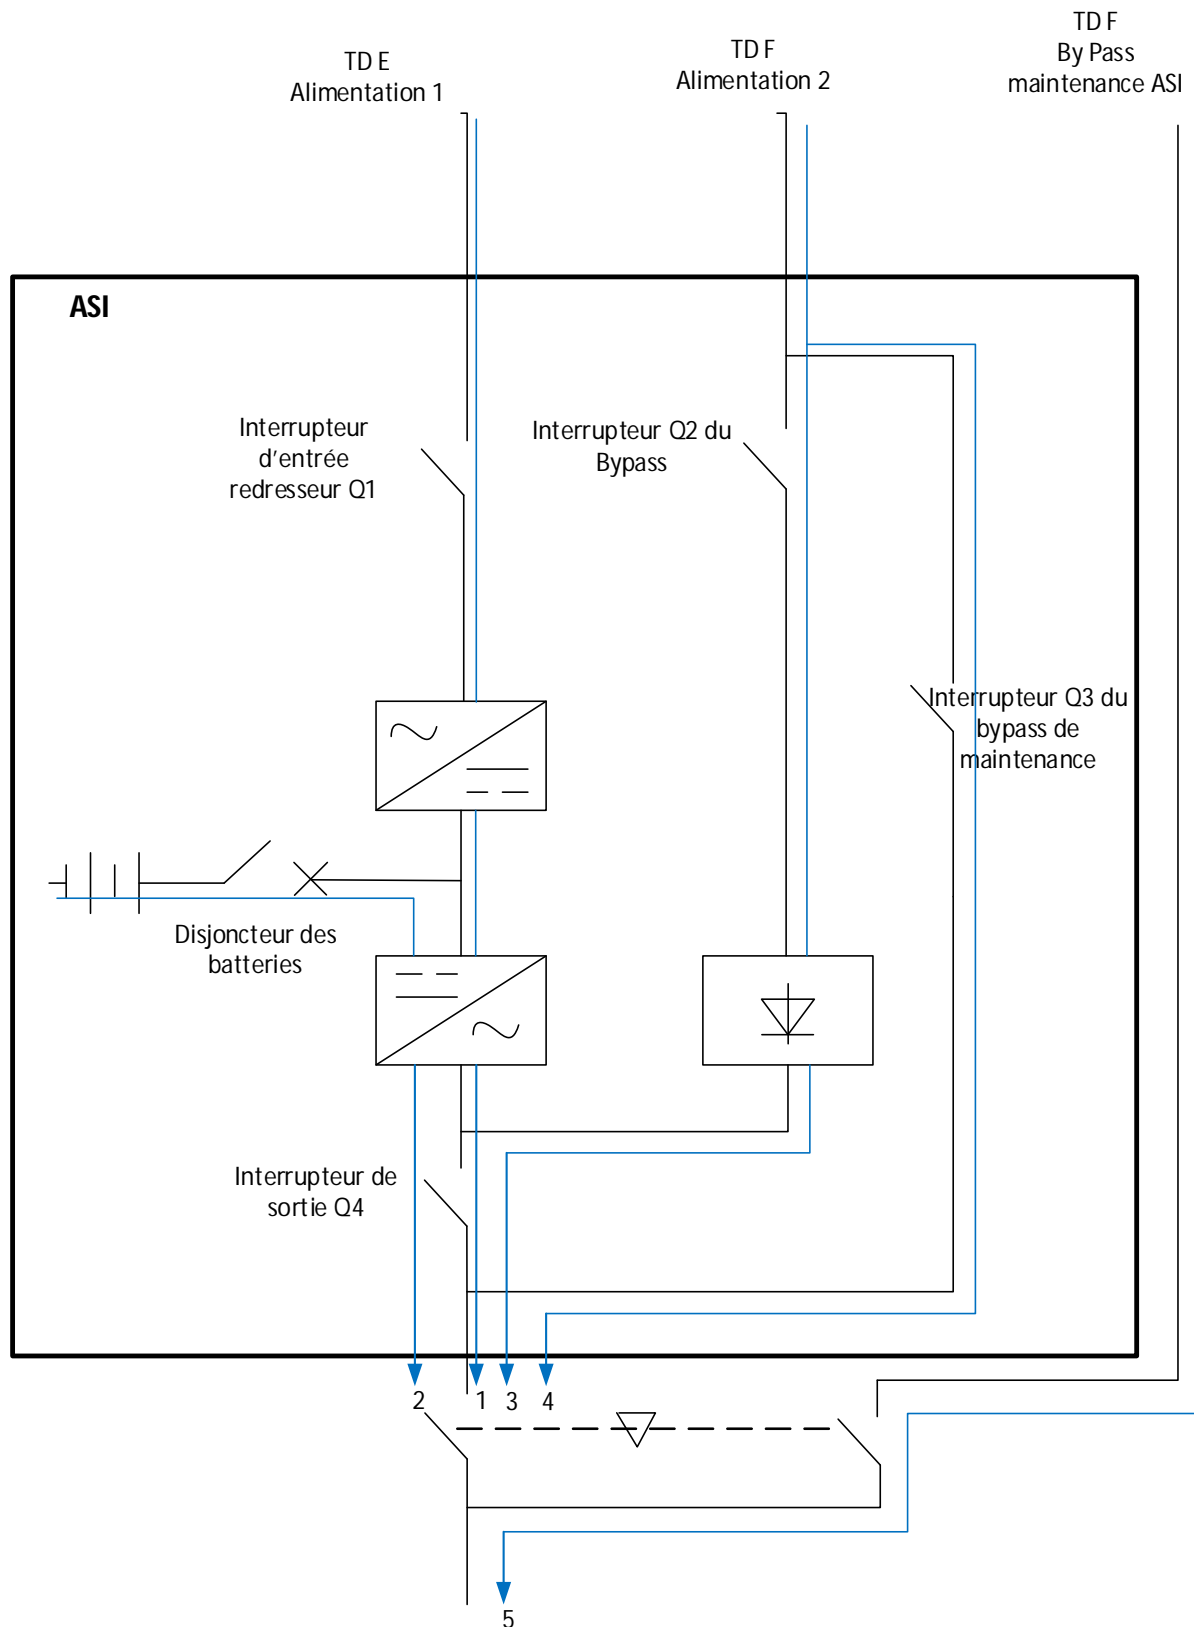 TD E
Alimentation 1
TD F
Alimentation 2
TD F
By Pass
maintenance ASI
ASI
Interrupteur
d'entrée
redresseur Q1
Interrupteur Q2 du
Bypass
Interrupteur Q3 du
bypass de
maintenance
Disjoncteur des
batteries
Interrupteur de
sortie Q4
2
1
3
4
5